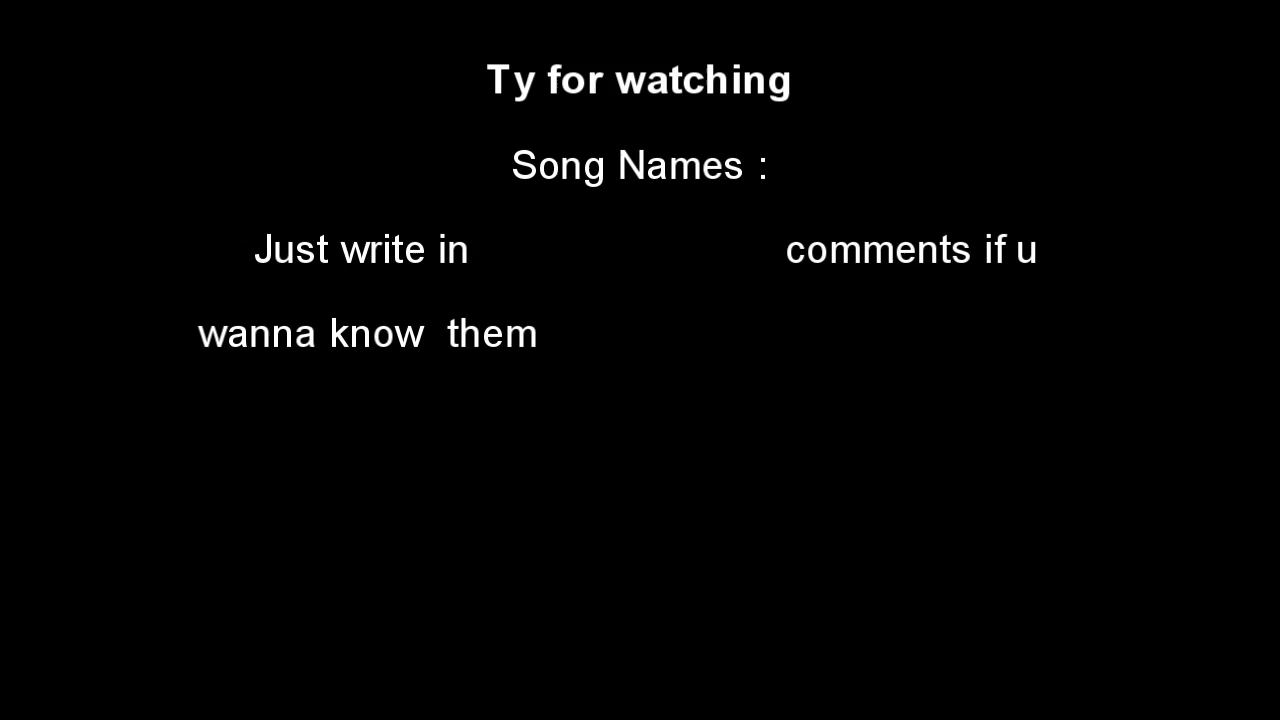 Ty for watching
Song Names :
Just write in comments if u
wanna know them